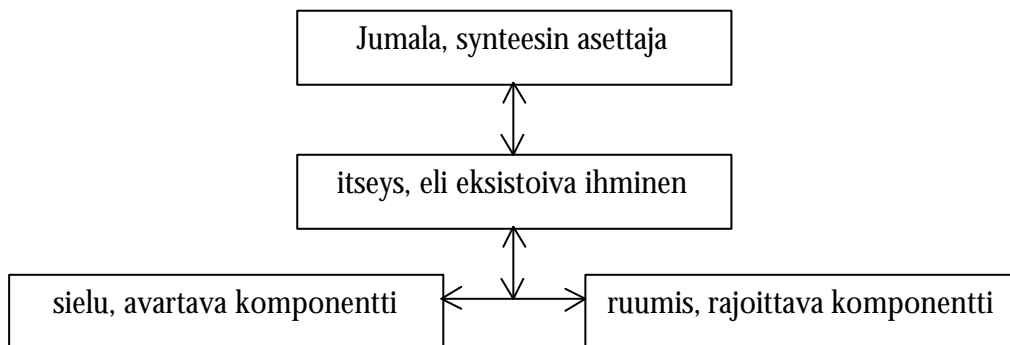 Jumala, synteesin asettaja
itseys, eli eksistoiva ihminen
sielu, avartava komponentti
ruumis, rajoittava komponentti